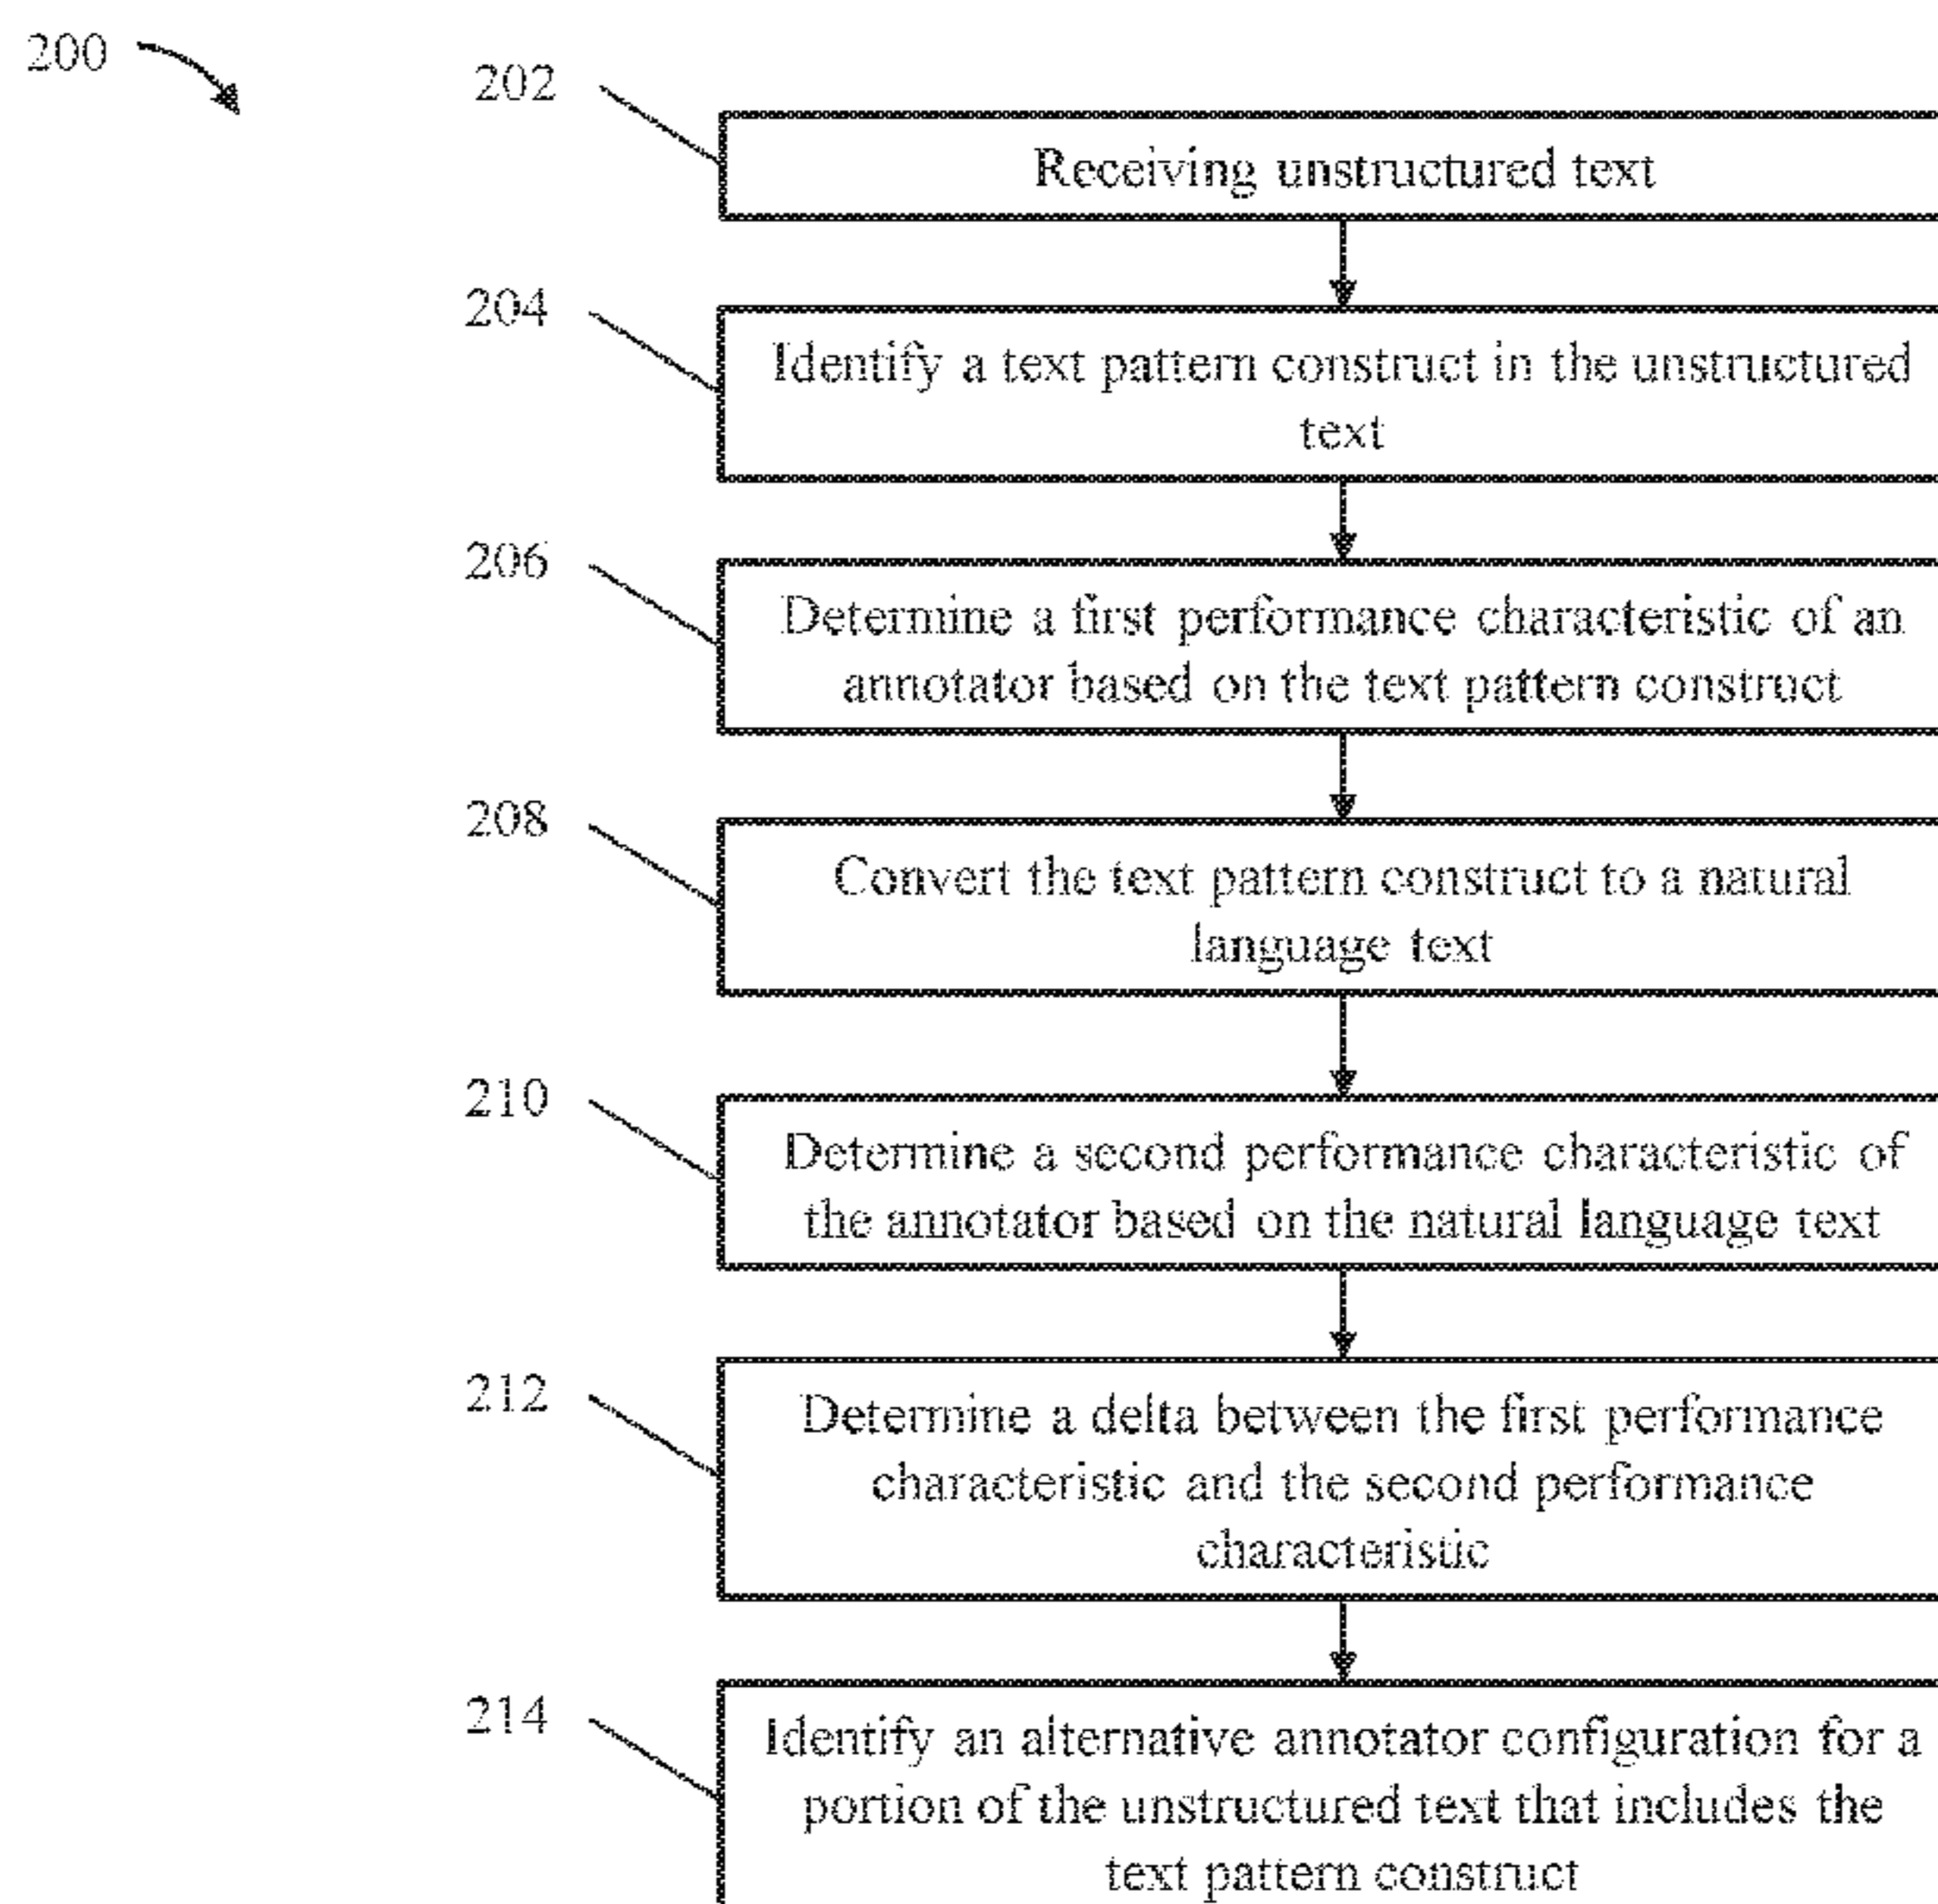 200
202
Receiving unstructured text
204
Identify a text pattern construct in the unstructured
text
206
Determine a first performance characteristic of an
annotator based on the text pattern construct
208
Convert the text pattern construct to a natural
language text
210
Determine a second performance characteristic of
the annotator based on the natural language text
212
Determine a delta between the first performance
characteristic and the second performance
characteristic
214
Identify an alternative annotator configuration for a
portion of the unstructured text that includes the
text pattern construct